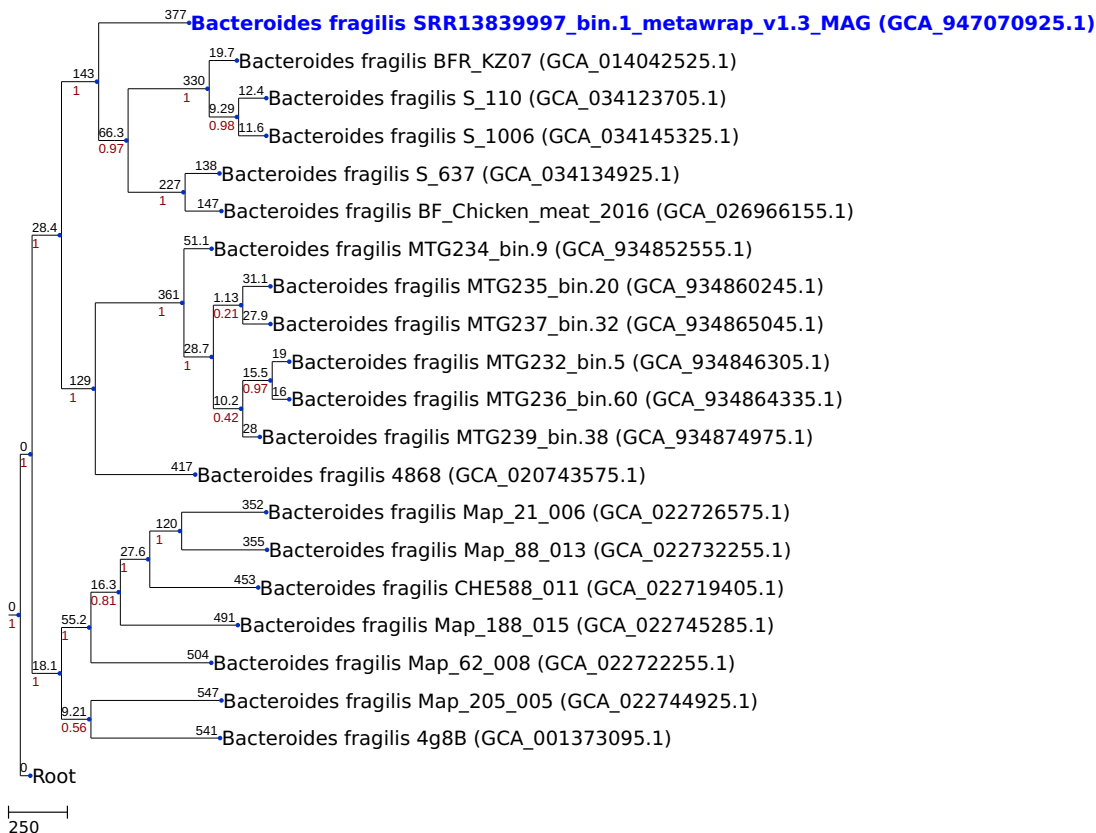 377 Bacteroides fragilis SRR13839997_bin.1_metawrap_v1.3_MAG (GCA_947070925.1)
19.7 Bacteroides fragilis BFR_KZ07 (GCA_014042525.1)
143
1
330
1
12.4 Bacteroides fragilis S_110 (GCA_034123705.1)
9.29
0.98
66.3
0.97
11.6 Bacteroides fragilis S_1006 (GCA_034145325.1)
138 Bacteroides fragilis S_637 (GCA_034134925.1)
227
1
147 Bacteroides fragilis BF_Chicken_meat_2016 (GCA_026966155.1)
28.4
1
51.1 Bacteroides fragilis MTG234_bin.9 (GCA_934852555.1)
31.1 Bacteroides fragilis MTG235_bin.20 (GCA_934860245.1)
361
1
1.13
0.21
27.9 Bacteroides fragilis MTG237_bin.32 (GCA_934865045.1)
28.7
1
19 Bacteroides fragilis MTG232_bin.5 (GCA_934846305.1)
129
1
15.5
0.97
16 Bacteroides fragilis MTG236_bin.60 (GCA_934864335.1)
10.2
0.42
28 Bacteroides fragilis MTG239_bin.38 (GCA_934874975.1)
0
1
417 Bacteroides fragilis 4868 (GCA_020743575.1)
352 Bacteroides fragilis Map_21_006 (GCA_022726575.1)
120
1
355 Bacteroides fragilis Map_88_013 (GCA_022732255.1)
27.6
1
453 Bacteroides fragilis CHE588_011 (GCA_022719405.1)
16.3
0.81
0
1
491 Bacteroides fragilis Map_188_015 (GCA_022745285.1)
55.2
1
504 Bacteroides fragilis Map_62_008 (GCA_022722255.1)
18.1
1
547 Bacteroides fragilis Map_205_005 (GCA_022744925.1)
9.21
0.56
541 Bacteroides fragilis 4g8B (GCA_001373095.1)
0 Root
250